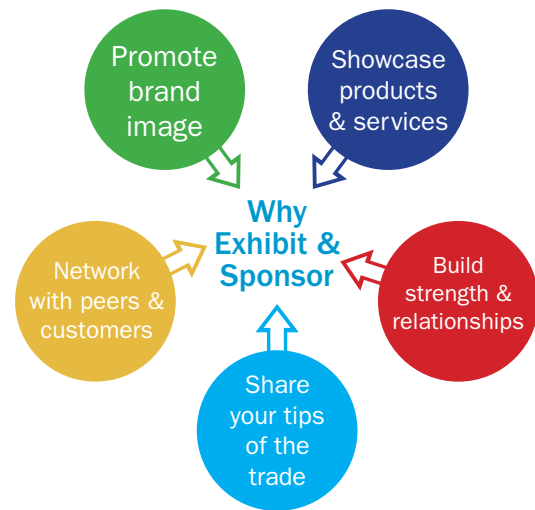 Promote
brand
image
Showcase
products
& services
Why
Exhibit &
Sponsor
Network
with peers &
customers
Build
strength &
relationships
Share
your tips
of the
trade